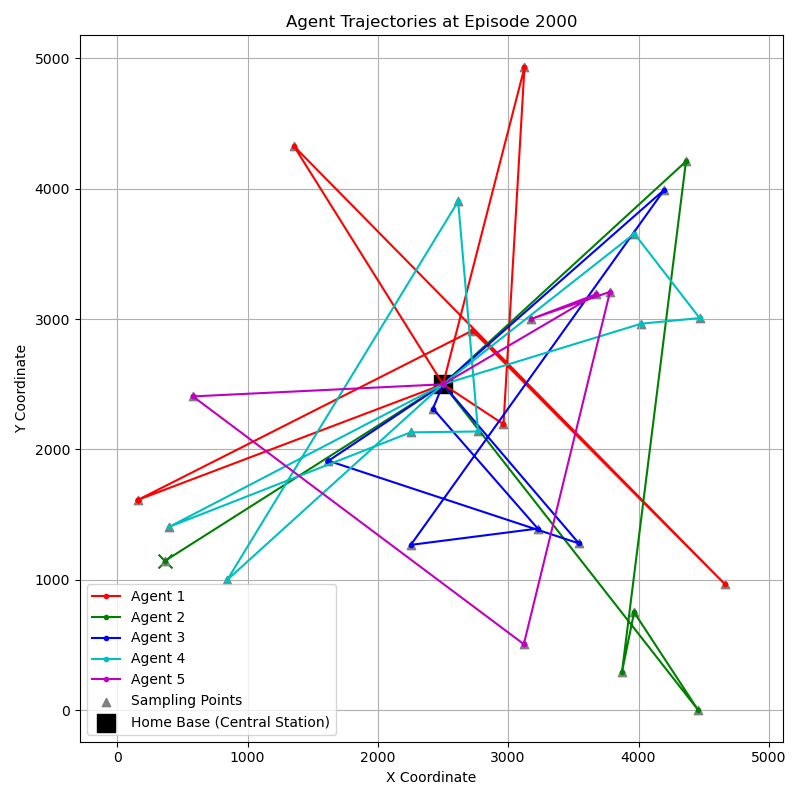 Agent Trajectories at Episode 2000
5000
4000
3000
2000
1000
0
Y Coordinate
Agent 1
Agent 2
Agent 3
Agent 4
Agent 5
Sampling Points
Home Base (Central Station)
0 1000 2000 3000 4000 5000
X Coordinate